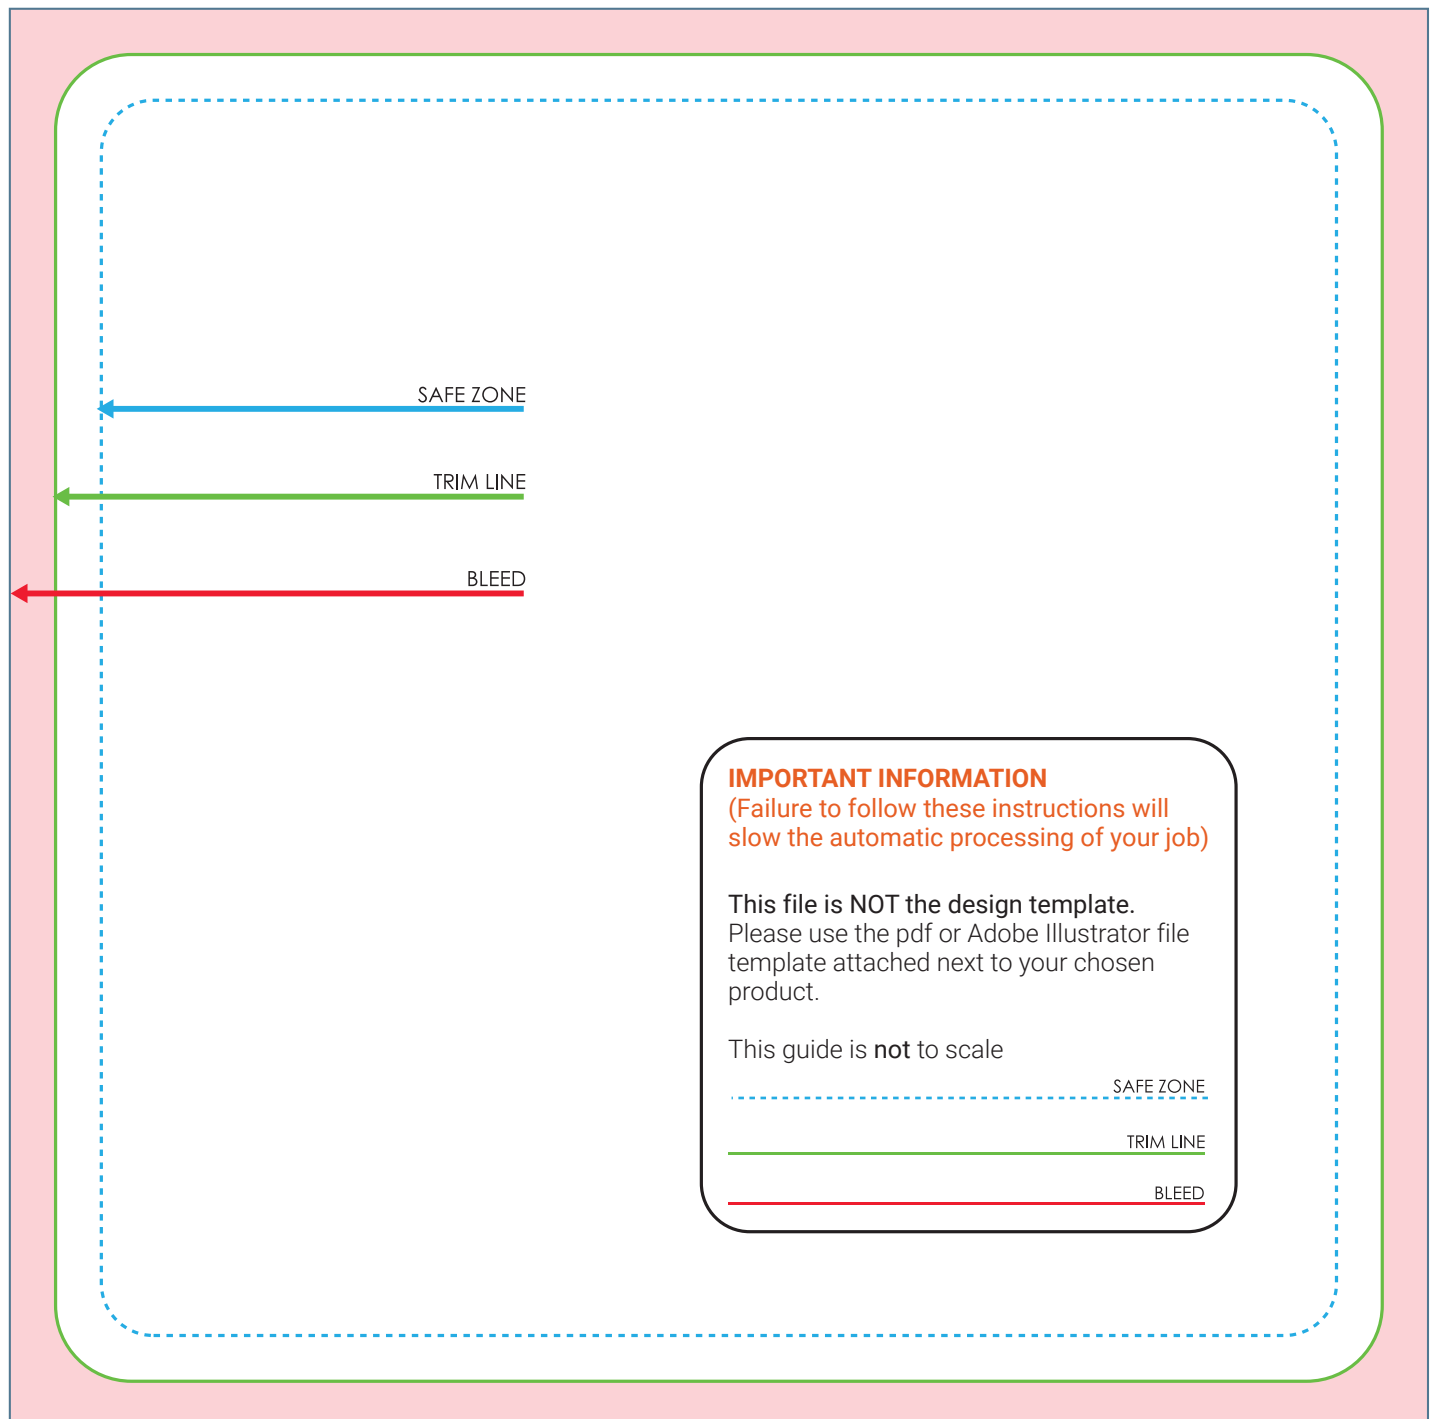 SAFE ZONE
TRIM LINE
BLEED
IMPORTANT INFORMATION
(Failure to follow these instructions will
slow the automatic processing of your job)
This file is NOT the design template.
Please use the pdf or Adobe Illustrator file
template attached next to your chosen
product.
This guide is not to scale
SAFE ZONE
TRIM LINE
BLEED